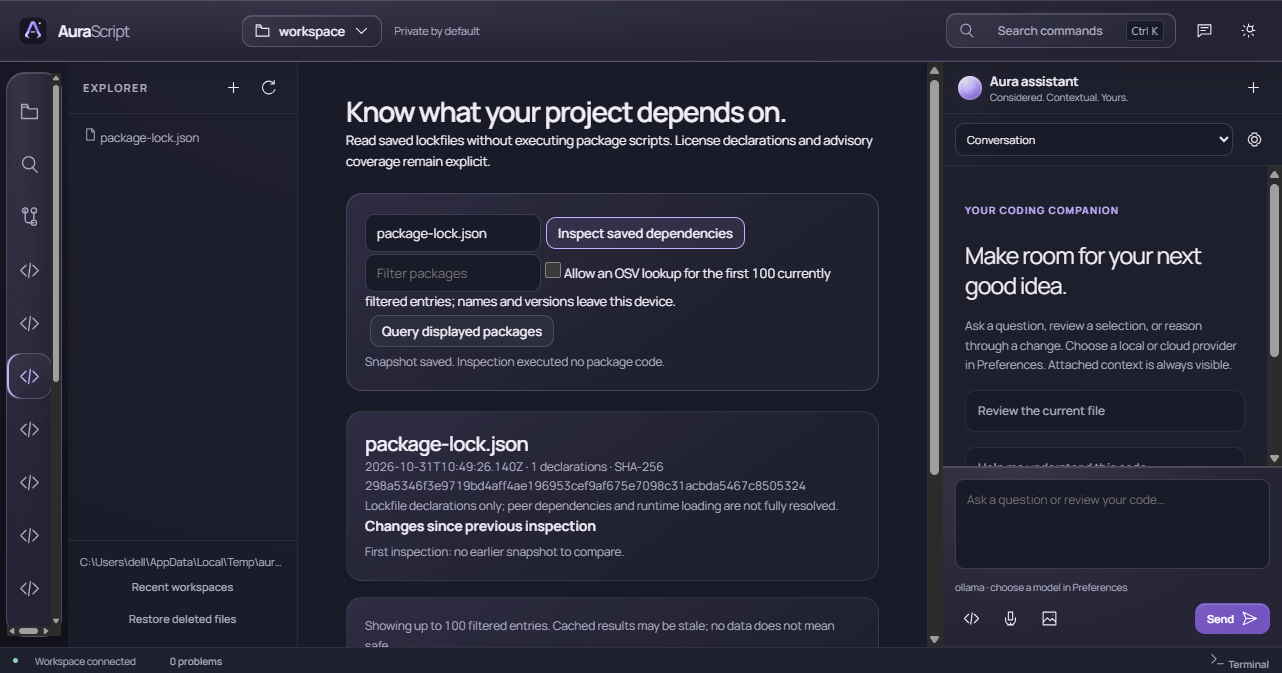 AuraScript
workspace
Private by default
Search commands
Ctrl K
EXPLORER
package-lock.json
C:\Users\dell\AppData\Local\Temp\aur...
Recent workspaces
Restore deleted files
Know what your project depends on.
Read saved lockfiles without executing package scripts. License declarations and advisory
coverage remain explicit.
package-lock.json
Inspect saved dependencies
Filter packages
Allow an OSV lookup for the first 100 currently
filtered entries; names and versions leave this device.
Query displayed packages
Snapshot saved. Inspection executed no package code.
package-lock.json
2026-10-31T10:49:26.140Z · 1 declarations · SHA-256
298a5346f3e9719bd4aff4ae196953cef9af675e7098c31acbda5467c8505324
Lockfile declarations only; peer dependencies and runtime loading are not fully resolved.
Changes since previous inspection
First inspection: no earlier snapshot to compare.
Showing up to 100 filtered entries. Cached results may be stale; no data does not mean
safe.
Aura assistant
Considered. Contextual. Yours.
Conversation
YOUR CODING COMPANION
Make room for your next
good idea.
Ask a question, review a selection, or reason
through a change. Choose a local or cloud provider
in Preferences. Attached context is always visible.
Review the current file
Help me understand this code
Ask a question or review your code...
ollama · choose a model in Preferences
Send
Workspace connected
0 problems
Terminal